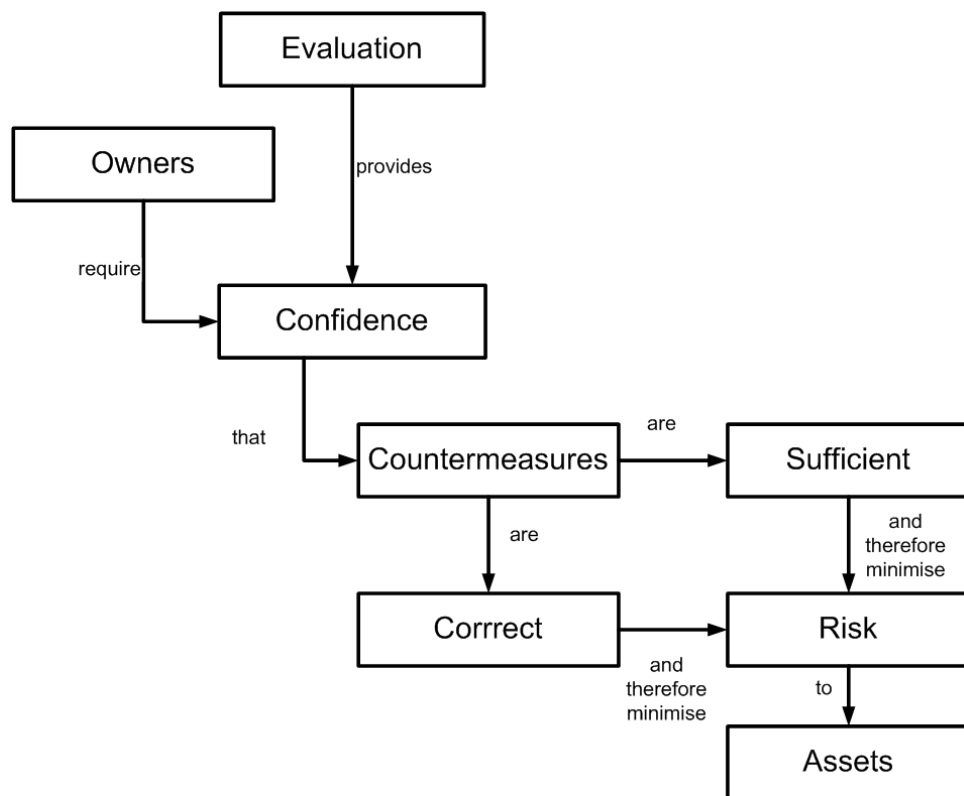 Evaluation
Owners
provides
require
Confidence
that
Countermeasures
are
Sufficient
are
and
therefore
minimise
Corrrect
and
therefore
minimise
Risk
to
Assets